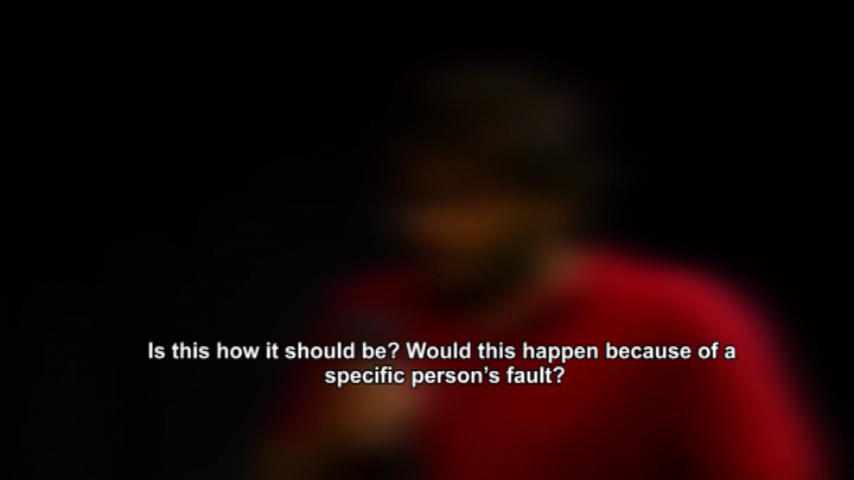 Is this how it should be? Would this happen because of a
specific person’s fault?